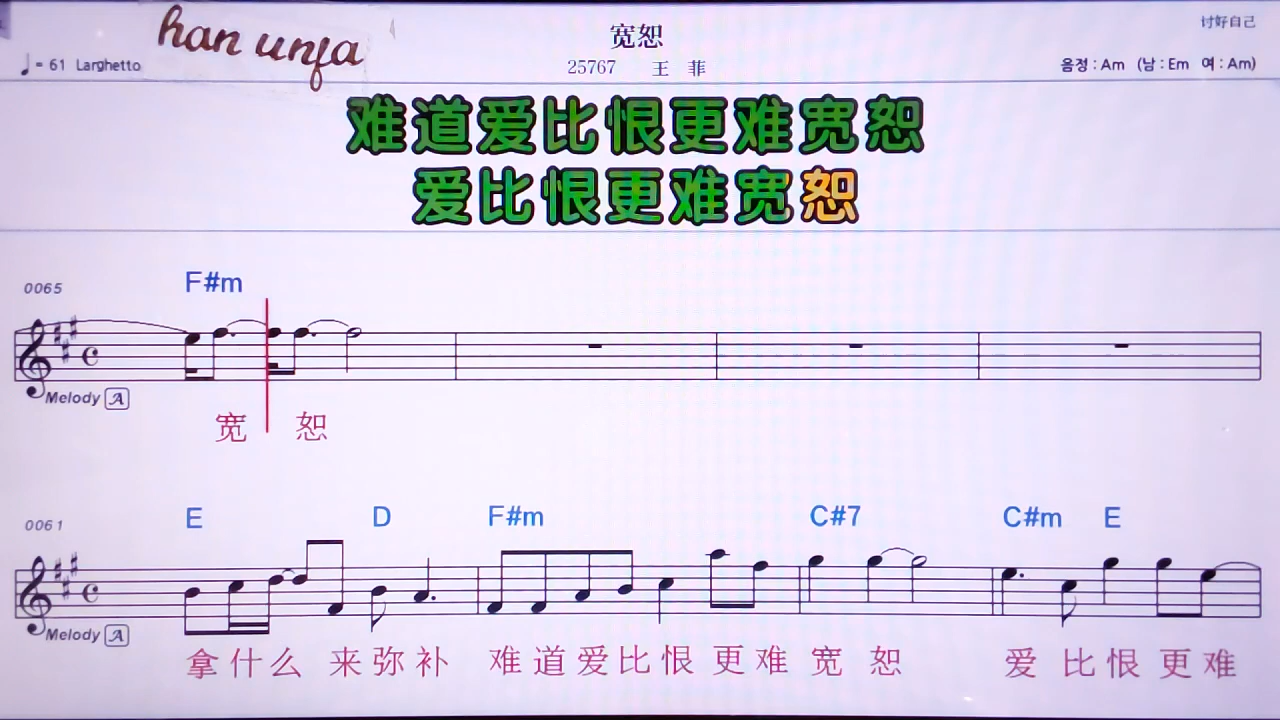 han unfa
宽恕
讨好自己
♩= 61 Larghetto
25767 王 菲
음정 : Am (남 : Em 여 : Am)
难道爱比恨更难宽恕
爱比恨更难宽恕
0065 F#m
Melody A
宽 恕
0061 E D F#m C#7 C#m E
Melody A
拿什么 来弥补 难道爱比恨 更难 宽 恕 爱 比恨 更难